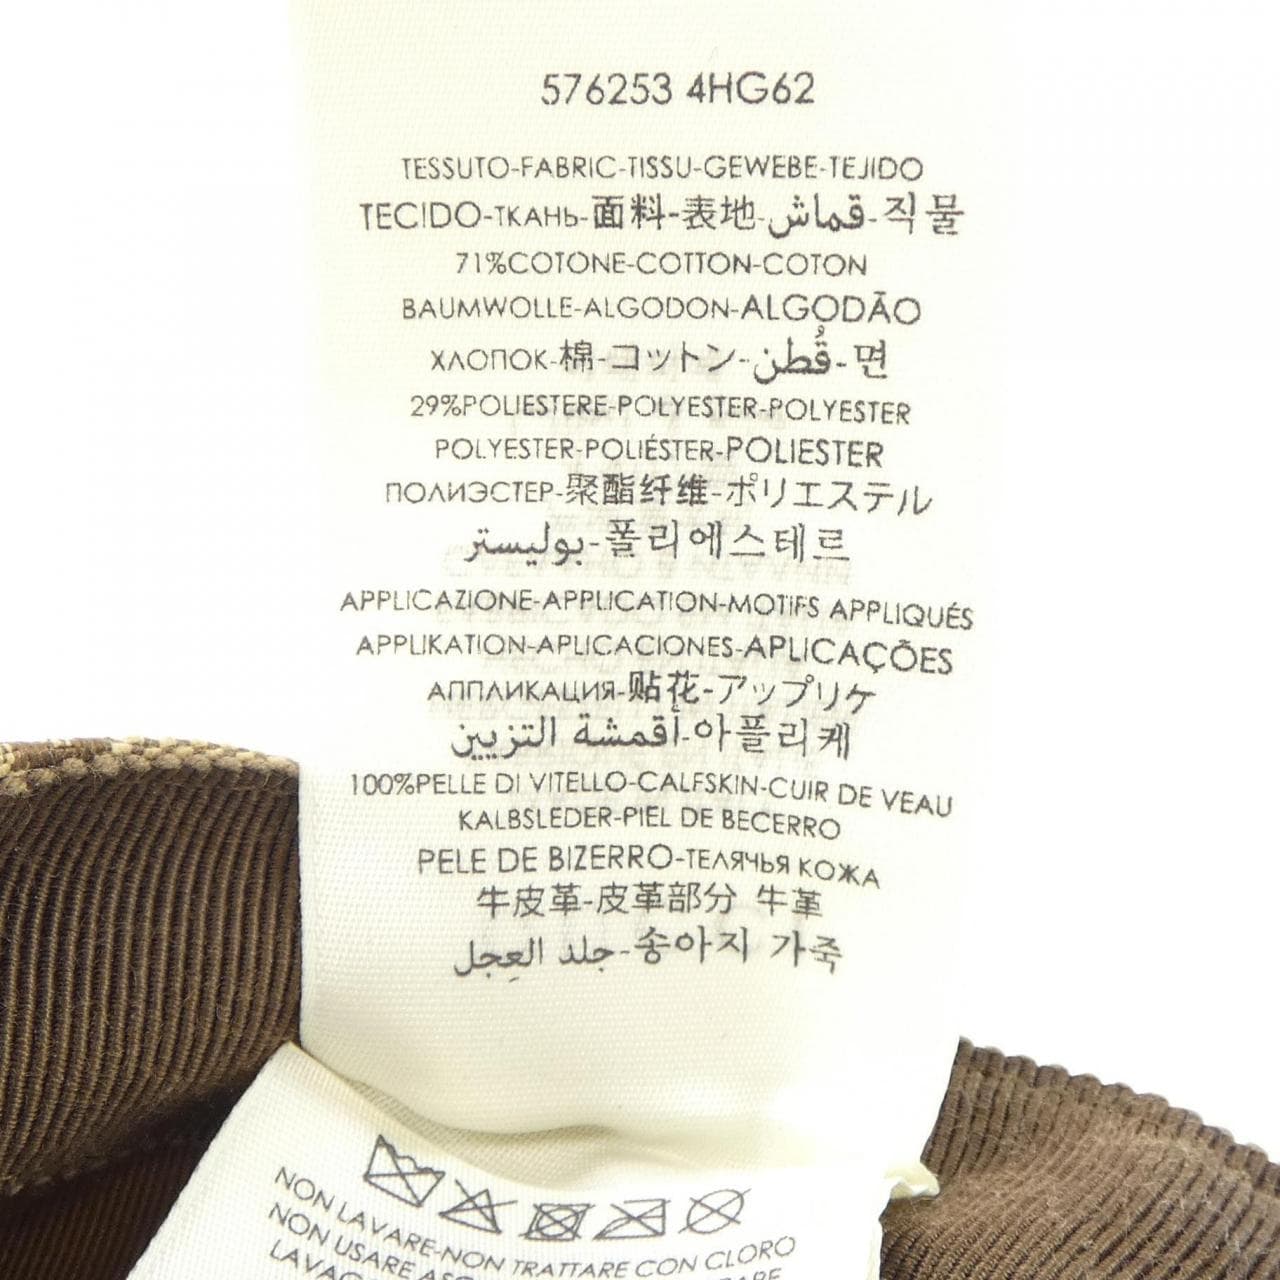 576253 4HG62
TESSUTO-FABRIC-TISSU-GEWEBE-TEJIDO
TECIDO-ТКАНЬ-面料-表地-قماش-직물
71%COTONE-COTTON-COTON
BAUMWOLLE-ALGODON-ALGODÃO
ХЛОПОК-棉-コットン-قُطن-면
29%POLIESTERE-POLYESTER-POLYESTER
POLYESTER-POLIÉSTER-POLIESTER
ПОЛИЭСТЕР-聚酯纤维-ポリエステル
بوليستر-폴리에스테르
APPLICAZIONE-APPLICATION-MOTIFS APPLIQUÉS
APPLIKATION-APLICACIONES-APLICAÇÕES
АППЛИКАЦИЯ-贴花-アップリケ
أقمشة التزيين-아플리케
100%PELLE DI VITELLO-CALFSKIN-CUIR DE VEAU
KALBSLEDER-PIEL DE BECERRO
PELE DE BIZERRO-ТЕЛЯЧЬЯ КОЖА
牛皮革-皮革部分 牛革
جلد العِجل-송아지 가죽
NON LAVARE-NON TRATTARE CON CLORO
NON USARE